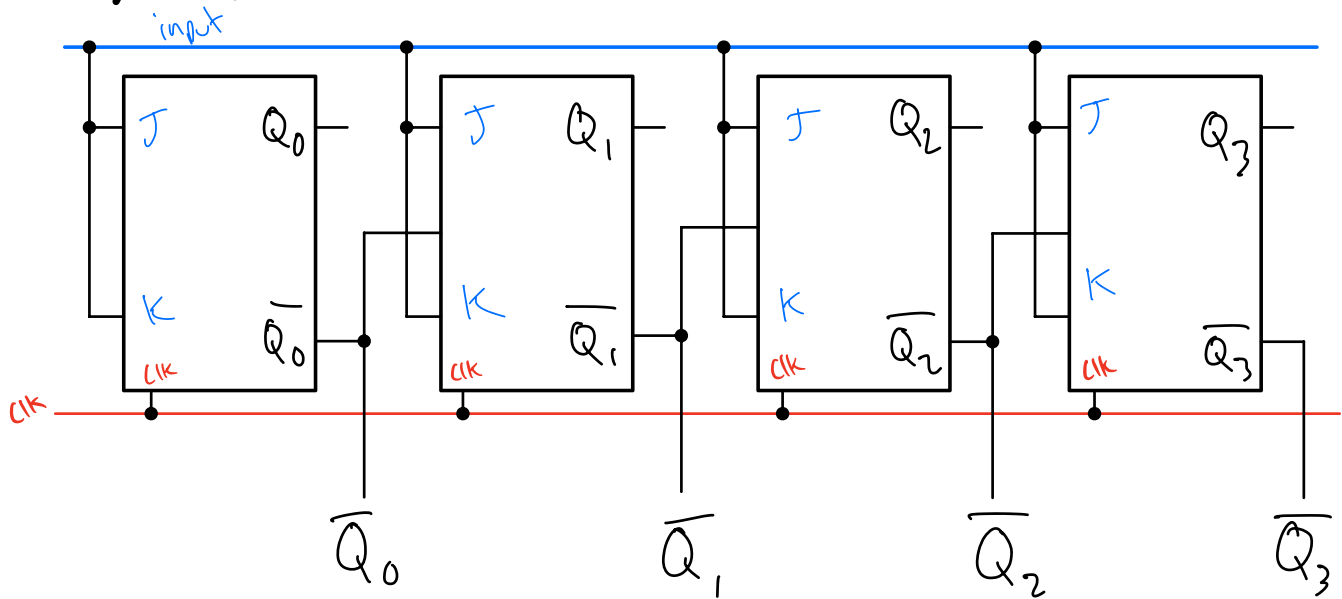 input
J Q₀ J Q₁ J Q₂ J Q₃
K K K K
Q̅₀ Q̅₁ Q̅₂ Q̅₃
Clk Clk Clk Clk
Clk
Q̅₀ Q̅₁ Q̅₂ Q̅₃